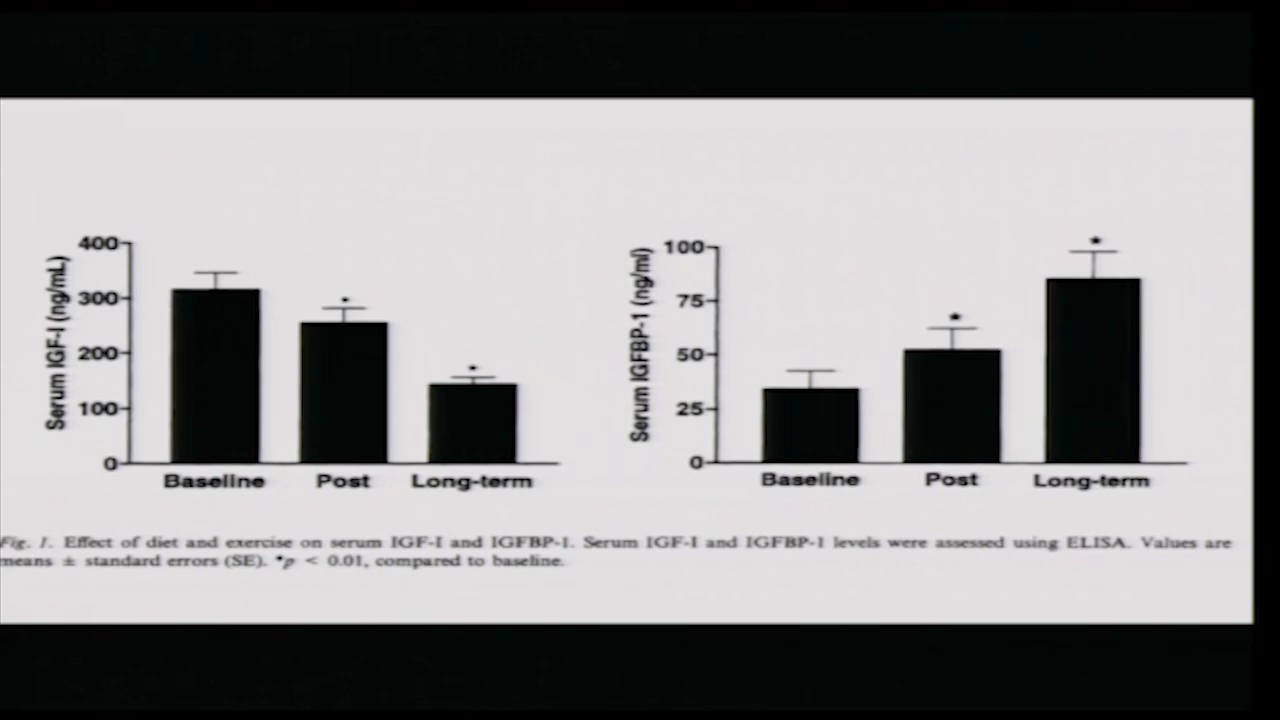 400
300
200
100
0
Serum IGF-I (ng/mL)
Baseline
Post
Long-term
100
75
50
25
0
Serum IGFBP-1 (ng/ml)
Baseline
Post
Long-term
Fig. 1. Effect of diet and exercise on serum IGF-I and IGFBP-1. Serum IGF-I and IGFBP-1 levels were assessed using ELISA. Values are
means ± standard errors (SE). *p < 0.01, compared to baseline.